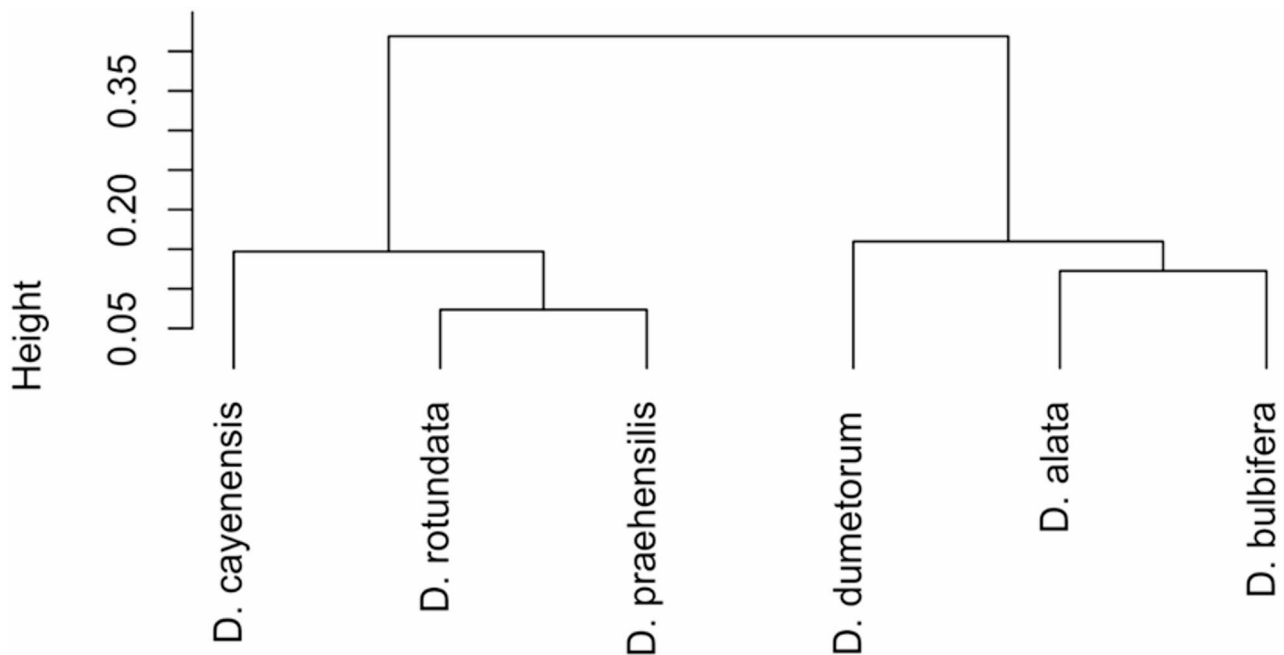 Height
0.05
0.20
0.35
D. cayenensis
D. rotundata
D. praehensilis
D. dumetorum
D. alata
D. bulbifera